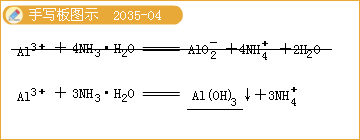 手写板图示 2035-04
Al³⁺ + 4NH₃·H₂O ══ AlO₂⁻ + 4NH₄⁺ + 2H₂O
Al³⁺ + 3NH₃·H₂O ══ Al(OH)₃↓ + 3NH₄⁺